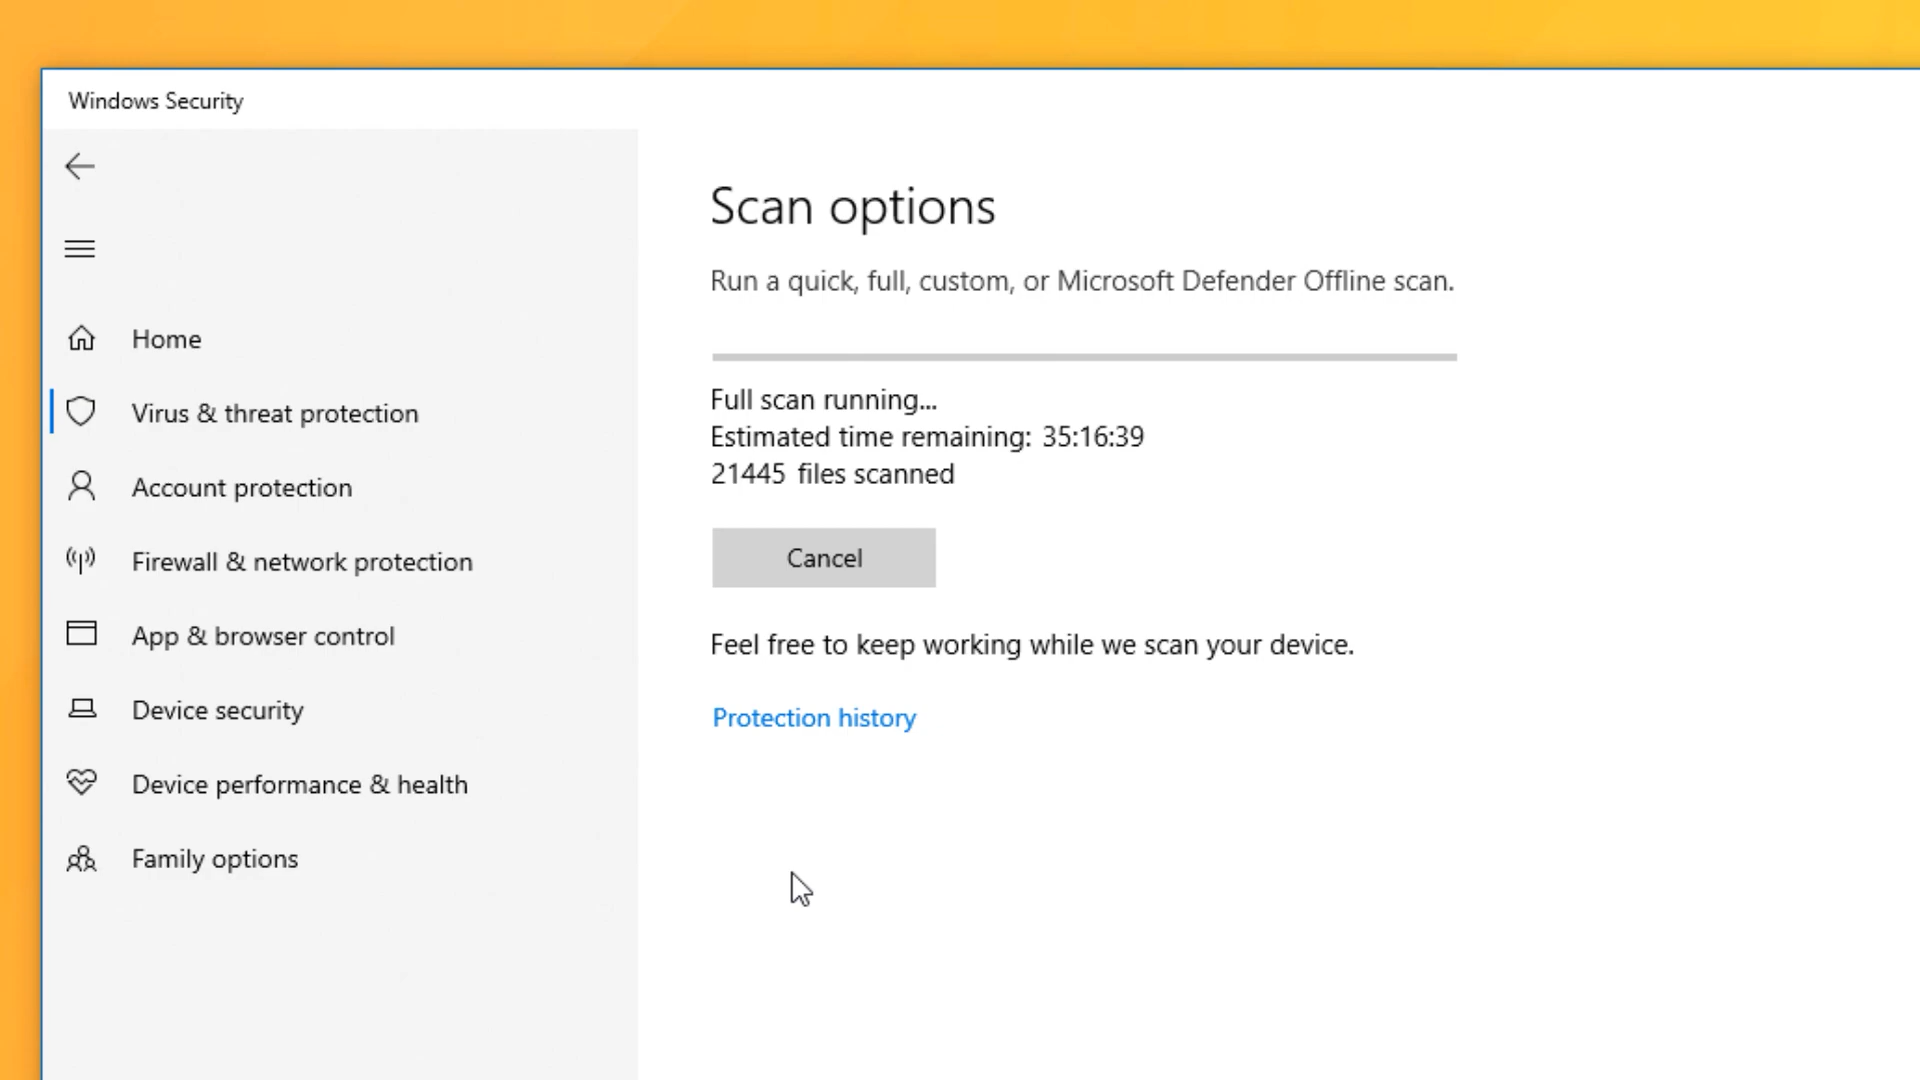 Windows Security
Home
Virus & threat protection
Account protection
Firewall & network protection
App & browser control
Device security
Device performance & health
Family options
Scan options
Run a quick, full, custom, or Microsoft Defender Offline scan.
Full scan running...
Estimated time remaining: 35:16:39
21445 files scanned
Cancel
Feel free to keep working while we scan your device.
Protection history